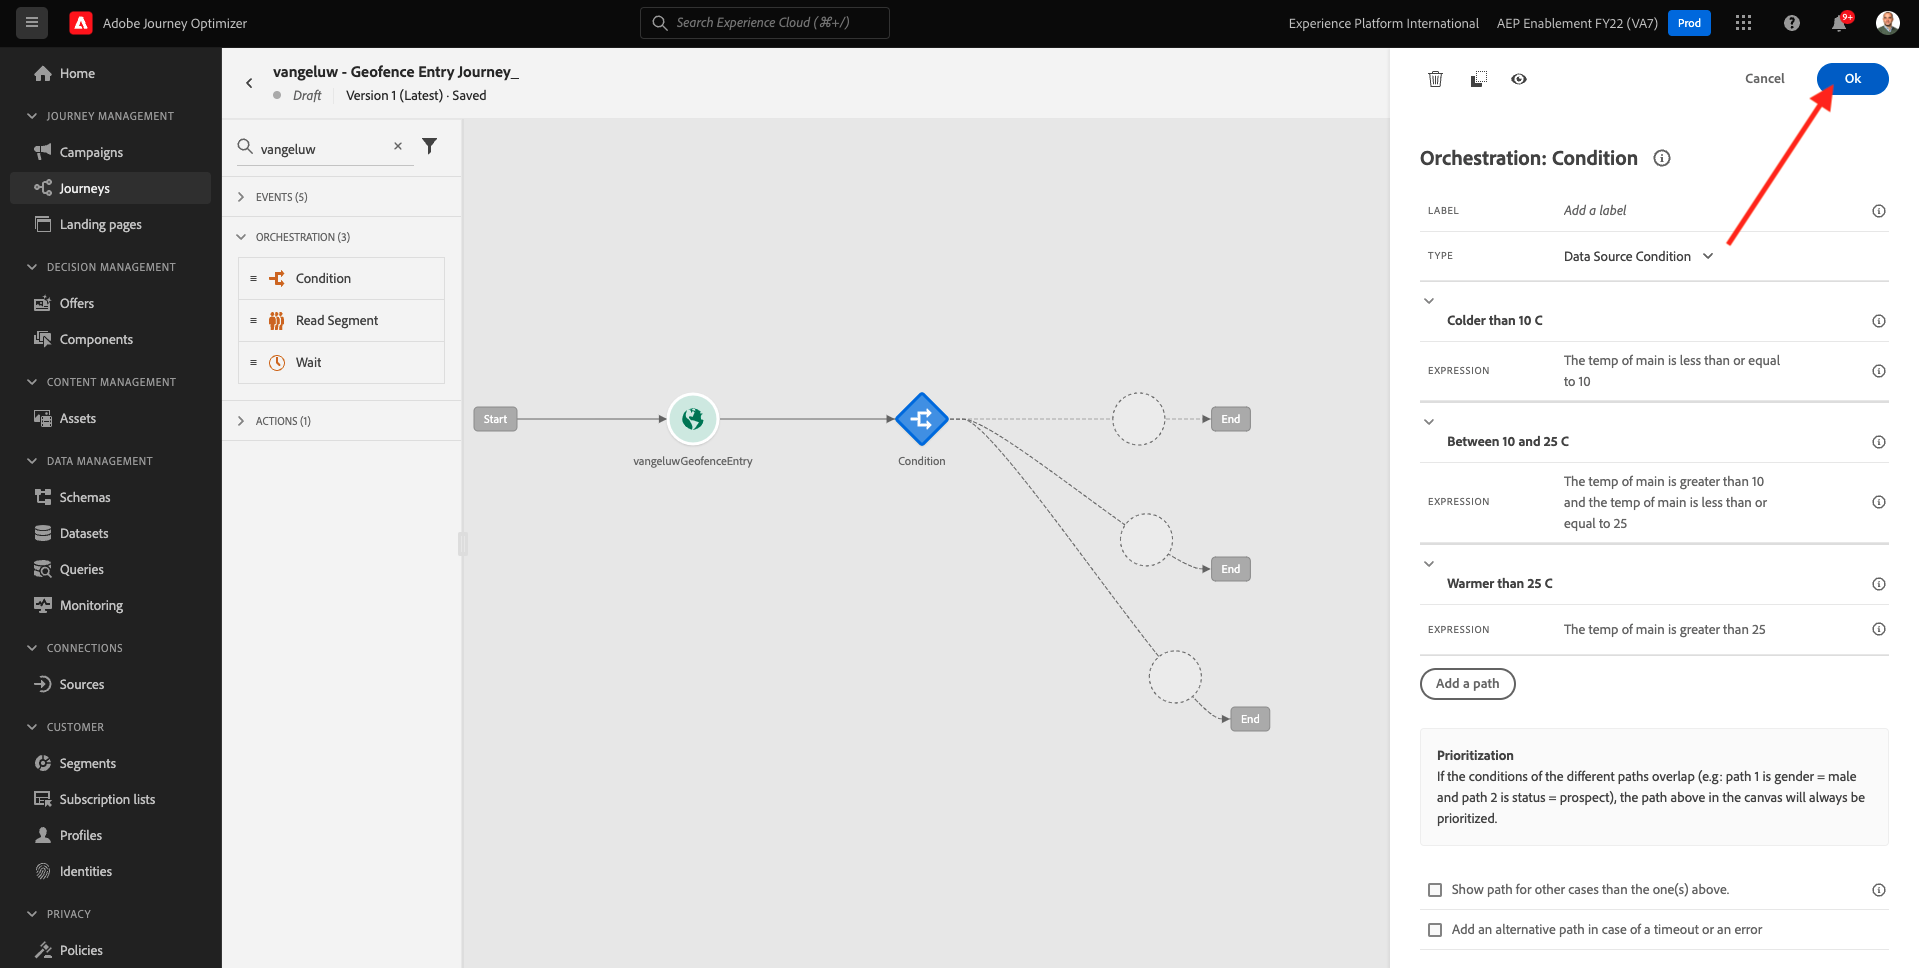 Adobe Journey Optimizer
Search Experience Cloud (⌘+/)
Experience Platform International
AEP Enablement FY22 (VA7)
Prod
9+
Home
JOURNEY MANAGEMENT
Campaigns
Journeys
Landing pages
DECISION MANAGEMENT
Offers
Components
CONTENT MANAGEMENT
Assets
DATA MANAGEMENT
Schemas
Datasets
Queries
Monitoring
CONNECTIONS
Sources
CUSTOMER
Segments
Subscription lists
Profiles
Identities
PRIVACY
Policies
vangeluw - Geofence Entry Journey_
Draft
Version 1 (Latest) · Saved
vangeluw
EVENTS (5)
ORCHESTRATION (3)
Condition
Read Segment
Wait
ACTIONS (1)
Start
vangeluwGeofenceEntry
Condition
End
End
End
Cancel
Ok
Orchestration: Condition
LABEL
Add a label
TYPE
Data Source Condition
Colder than 10 C
EXPRESSION
The temp of main is less than or equal
to 10
Between 10 and 25 C
EXPRESSION
The temp of main is greater than 10
and the temp of main is less than or
equal to 25
Warmer than 25 C
EXPRESSION
The temp of main is greater than 25
Add a path
Prioritization
If the conditions of the different paths overlap (e.g: path 1 is gender = male
and path 2 is status = prospect), the path above in the canvas will always be
prioritized.
Show path for other cases than the one(s) above.
Add an alternative path in case of a timeout or an error